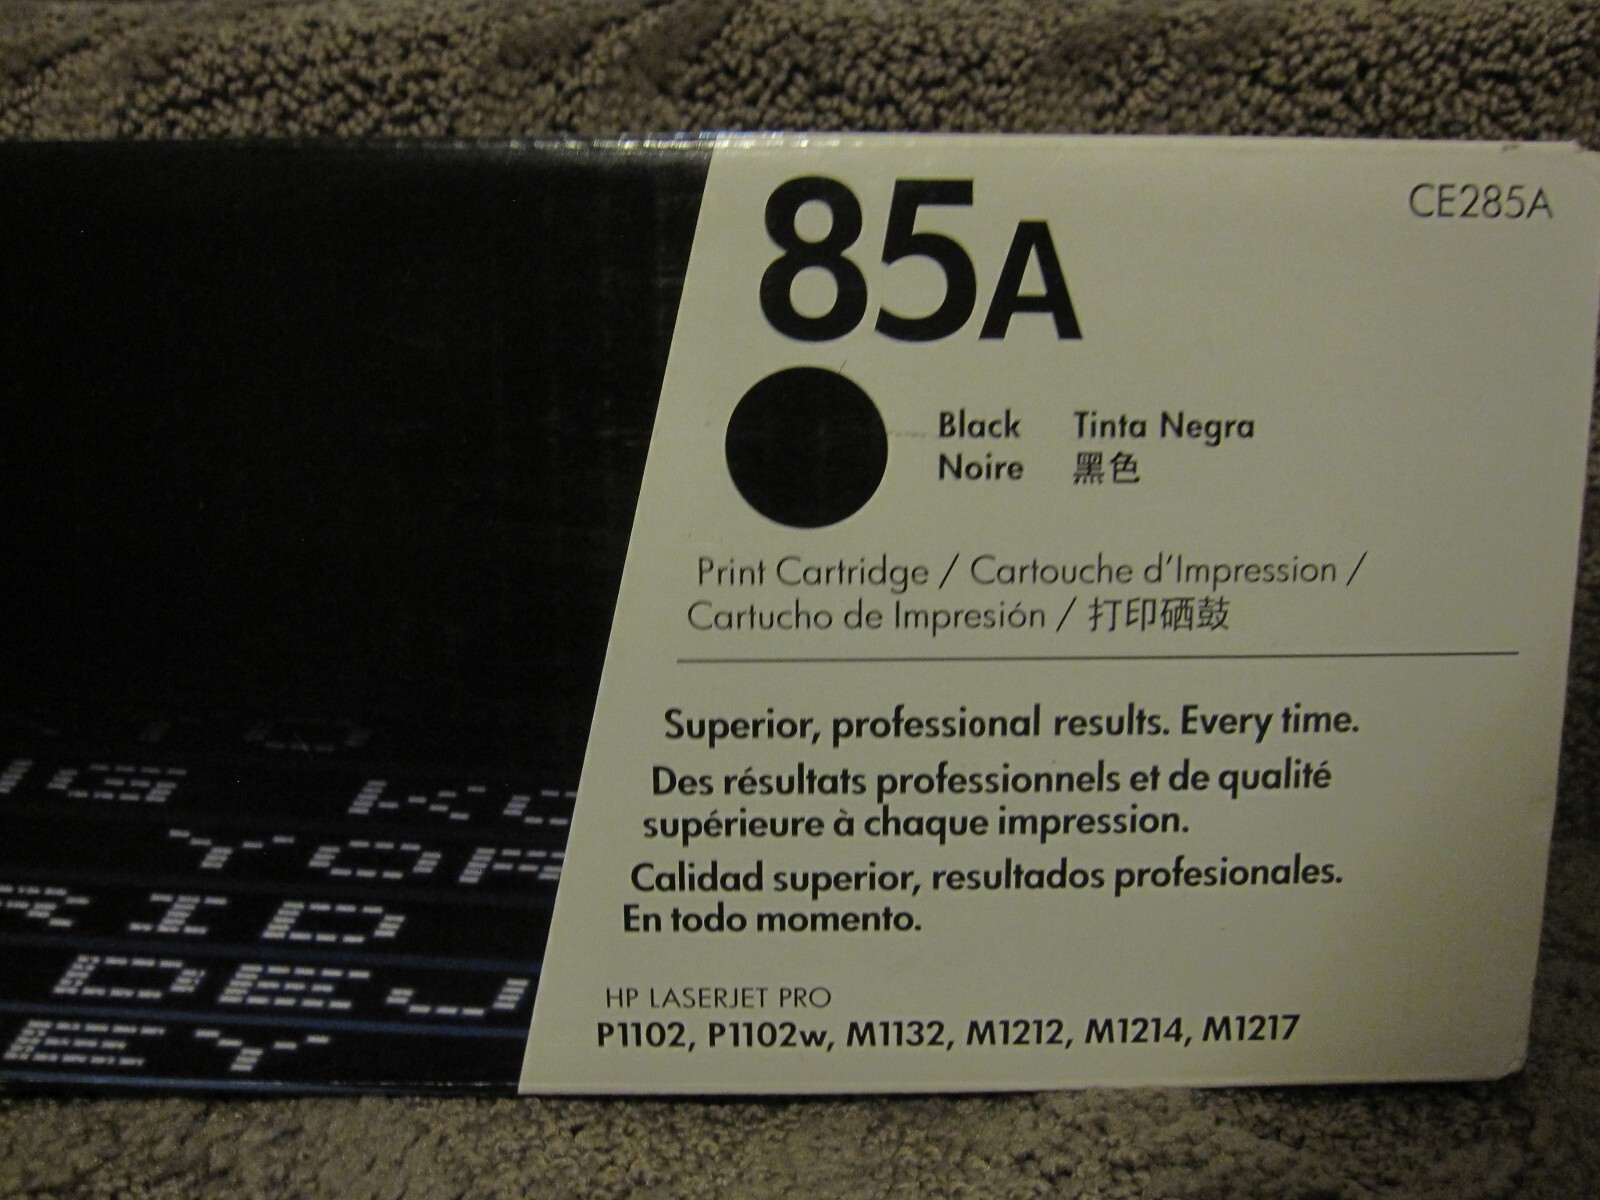 85A
CE285A
Black Tinta Negra
Noire 黑色
Print Cartridge / Cartouche d'Impression /
Cartucho de Impresión / 打印硒鼓
Superior, professional results. Every time.
Des résultats professionnels et de qualité
supérieure à chaque impression.
Calidad superior, resultados profesionales.
En todo momento.
HP LASERJET PRO
P1102, P1102w, M1132, M1212, M1214, M1217